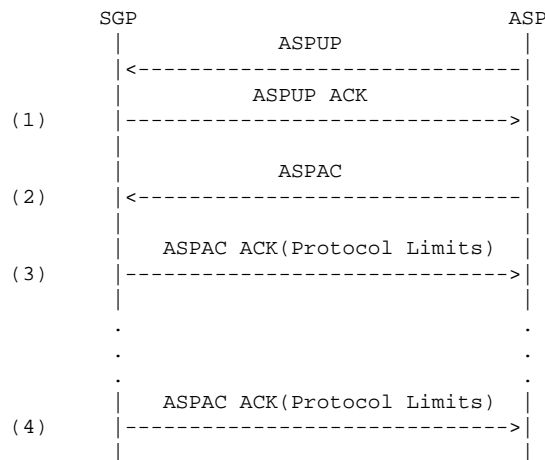 SGP ASP
ASPUP
ASPUP ACK
(1)
ASPAC
(2)
ASPAC ACK(Protocol Limits)
(3)
ASPAC ACK(Protocol Limits)
(4)